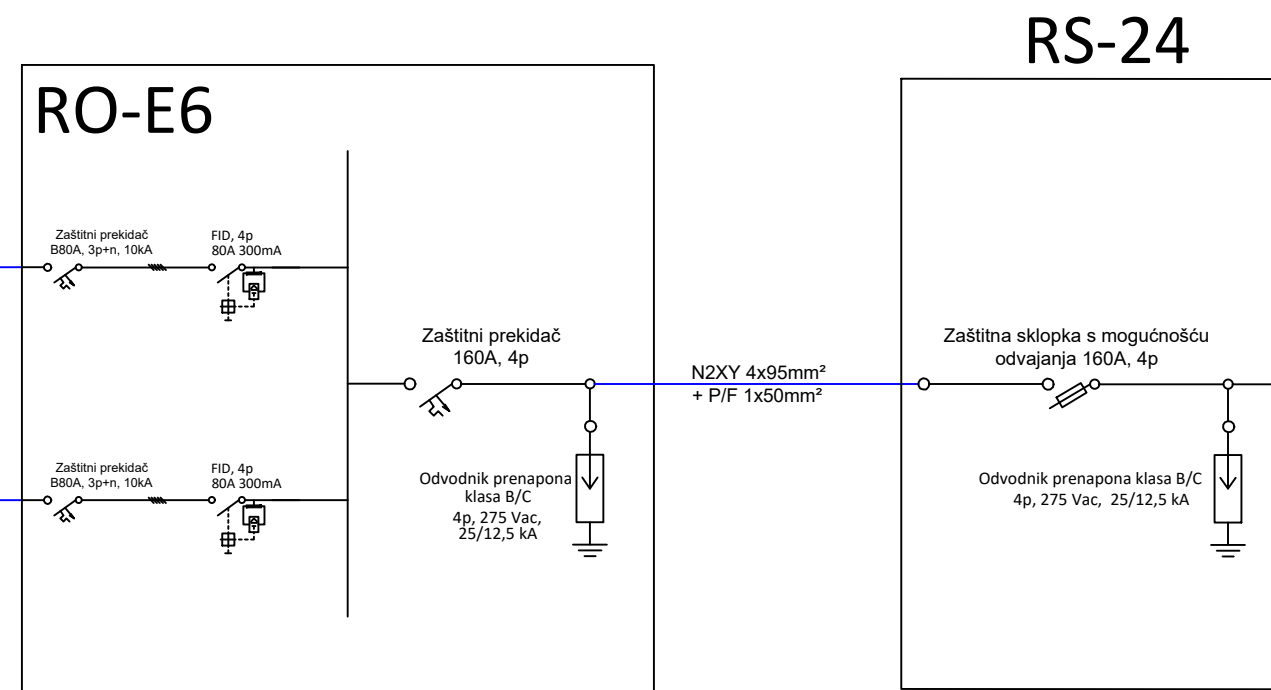 RS-24
RO-E6
Zaštitni prekidač
B80A, 3p+n, 10kA
FID, 4p
80A 300mA
Zaštitni prekidač
160A, 4p
N2XY 4x95mm²
+ P/F 1x50mm²
Zaštitna sklopka s mogućnošću
odvajanja 160A, 4p
Zaštitni prekidač
B80A, 3p+n, 10kA
FID, 4p
80A 300mA
Odvodnik prenapona
klasa B/C
4p, 275 Vac,
25/12,5 kA
Odvodnik prenapona klasa B/C
4p, 275 Vac,  25/12,5 kA